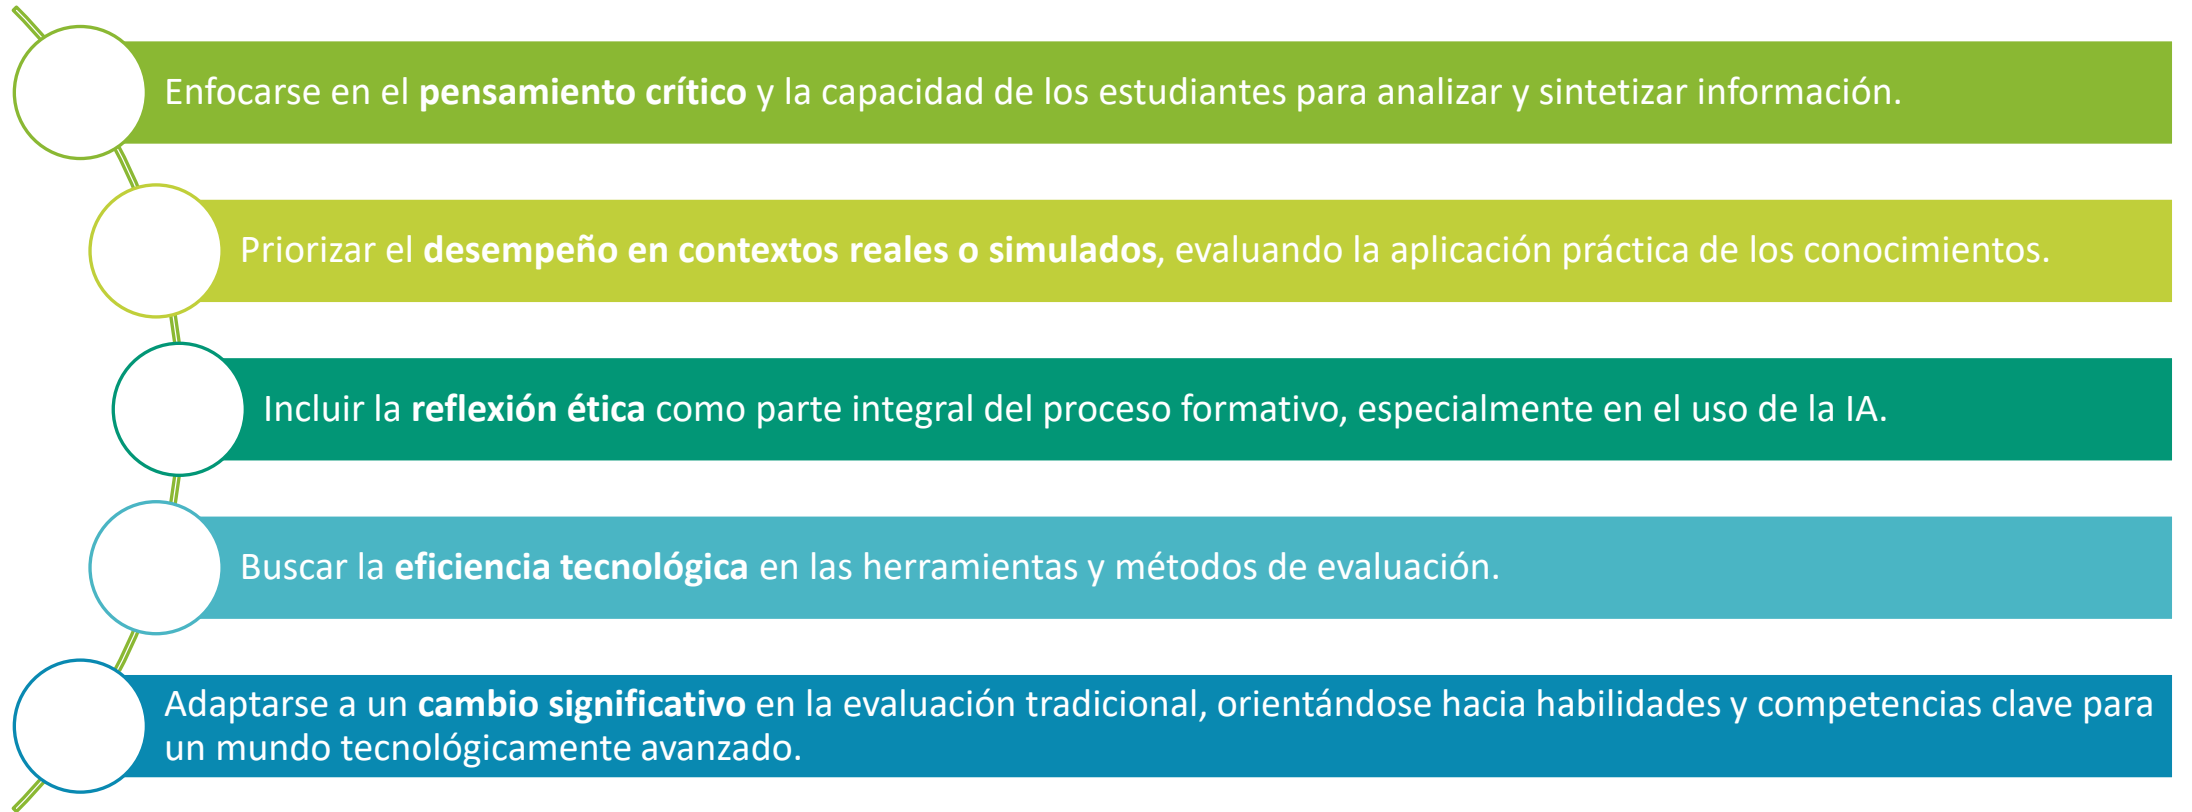 Enfocarse en el pensamiento crítico y la capacidad de los estudiantes para analizar y sintetizar información.
Priorizar el desempeño en contextos reales o simulados, evaluando la aplicación práctica de los conocimientos.
Incluir la reflexión ética como parte integral del proceso formativo, especialmente en el uso de la IA.
Buscar la eficiencia tecnológica en las herramientas y métodos de evaluación.
Adaptarse a un cambio significativo en la evaluación tradicional, orientándose hacia habilidades y competencias clave para
un mundo tecnológicamente avanzado.